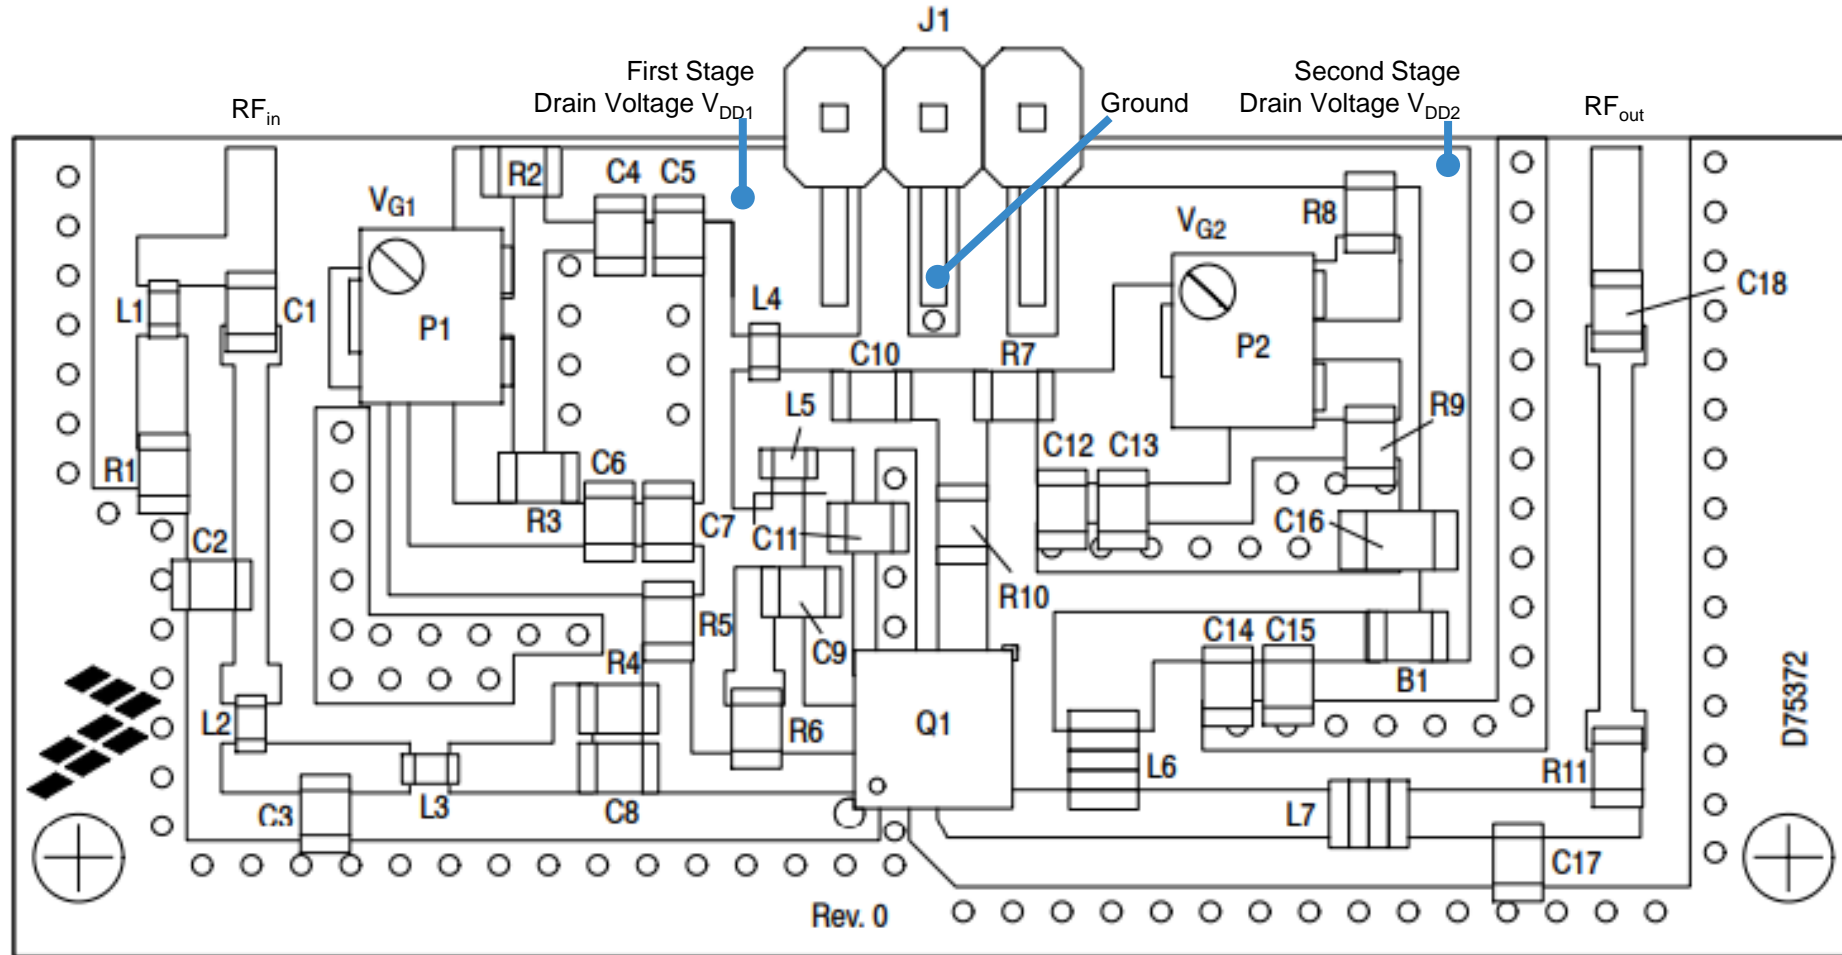 J1
First Stage
Drain Voltage VDD1
Second Stage
Drain Voltage VDD2
Ground
RFin
RFout
R2
C4
C5
VG1
R8
VG2
L1
C1
P1
L4
P2
C18
C10
R7
L5
R9
R1
C6
C12
C13
R3
C7
C11
C16
C2
R10
R5
C9
R4
C14
C15
B1
D75372
L2
R6
Q1
L6
R11
C3
L3
C8
L7
C17
Rev. 0